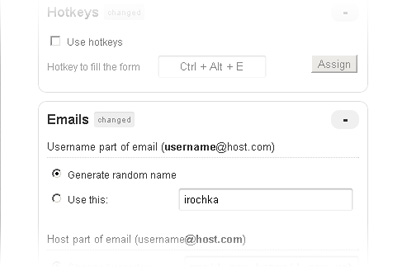 Hotkeys changed -
Use hotkeys
Hotkey to fill the form Ctrl + Alt + E Assign
Emails changed -
Username part of email (username@host.com)
Generate random name
Use this: irochka
Host part of email (username@host.com)